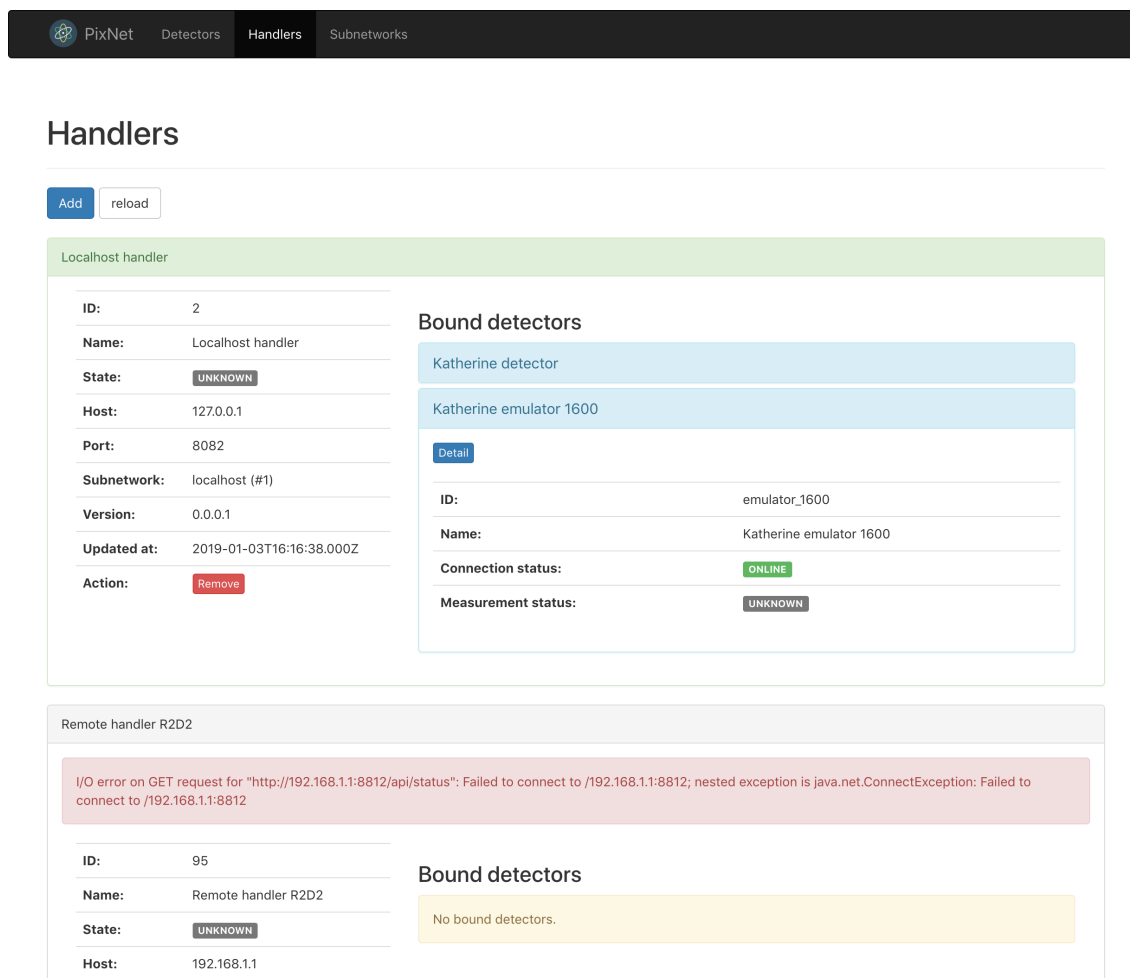 PixNet Detectors Handlers Subnetworks
Handlers
Add reload
Localhost handler
ID: 2
Name: Localhost handler
State: UNKNOWN
Host: 127.0.0.1
Port: 8082
Subnetwork: localhost (#1)
Version: 0.0.0.1
Updated at: 2019-01-03T16:16:38.000Z
Action: Remove
Bound detectors
Katherine detector
Katherine emulator 1600
Detail
ID: emulator_1600
Name: Katherine emulator 1600
Connection status: ONLINE
Measurement status: UNKNOWN
Remote handler R2D2
I/O error on GET request for "http://192.168.1.1:8812/api/status": Failed to connect to /192.168.1.1:8812; nested exception is java.net.ConnectException: Failed to
connect to /192.168.1.1:8812
ID: 95
Name: Remote handler R2D2
State: UNKNOWN
Host: 192.168.1.1
Bound detectors
No bound detectors.